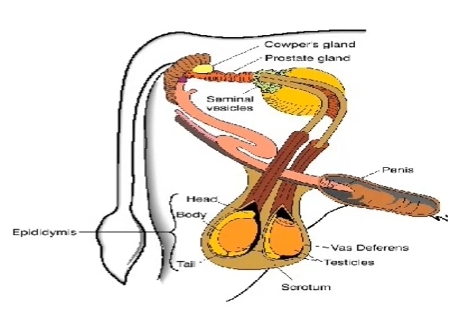 Cowper's gland
Prostate gland
Seminal
vesicles
Penis
Head
Body
Epididymis
Vas Deferens
Tail
Testicles
Scrotum